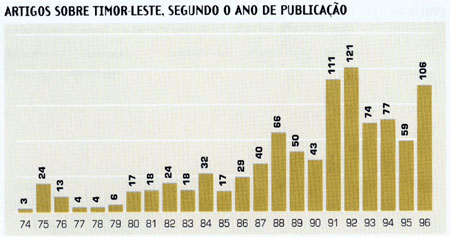 ARTIGOS SOBRE TIMOR-LESTE, SEGUNDO O ANO DE PUBLICAÇÃO
3 24 13 4 4 6 17 18 24 18 32 17 29 40 66 50 43 111 121 74 77 59 106
74 75 76 77 78 79 80 81 82 83 84 85 86 87 88 89 90 91 92 93 94 95 96